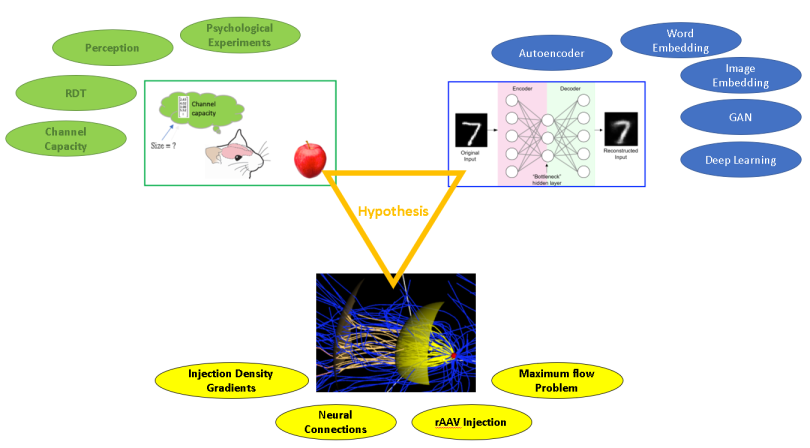 Psychological
Experiments
Perception
RDT
Channel
Capacity
Channel
capacity
Size = ?
Autoencoder
Word
Embedding
Image
Embedding
GAN
Deep Learning
Encoder
Decoder
Original
Input
Reconstructed
Input
"Bottleneck"
hidden layer
Hypothesis
Injection Density
Gradients
Neural
Connections
rAAV Injection
Maximum flow
Problem